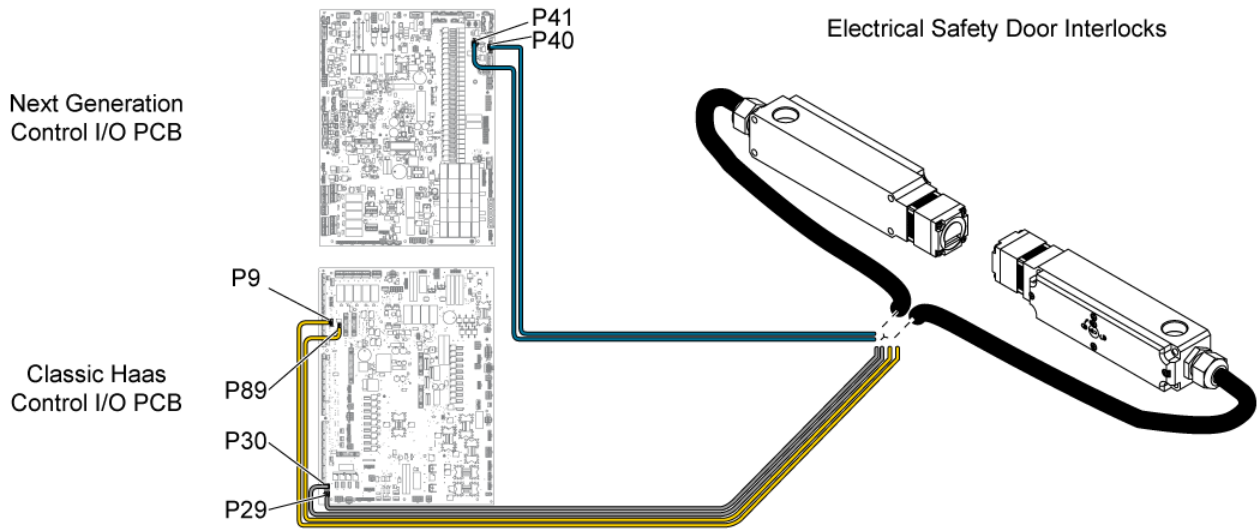 P41
P40
Electrical Safety Door Interlocks
Next Generation
Control I/O PCB
P9
Classic Haas
Control I/O PCB
P89
P30
P29